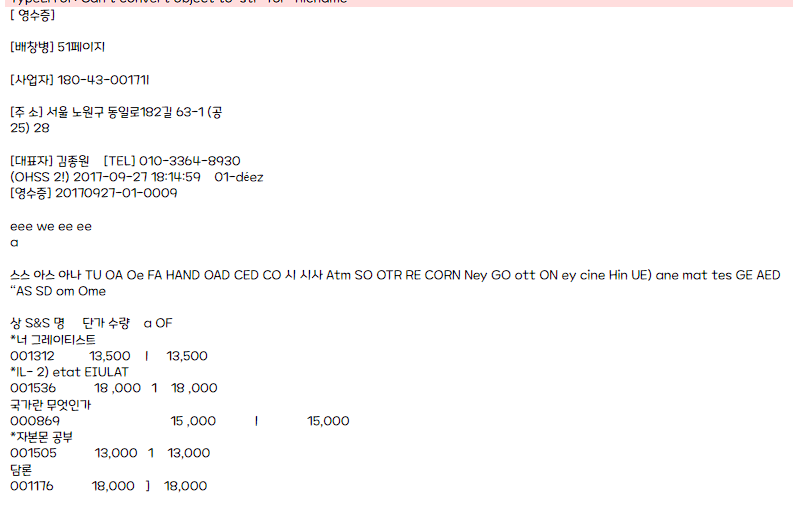 TypeError: Can't convert object to 'str' for 'filename'
[ 영수증]
[배창병] 51페이지
[사업자] 180-43-00171I
[주 소] 서울 노원구 동일로182길 63-1 (공
25) 28
[대표자] 김종원 [TEL] 010-3364-8930
(OHSS 2!) 2017-09-27 18:14:59 01-déez
[영수증] 20170927-01-0009
eee we ee ee
a
스스 아스 아나 TU OA Oe FA HAND OAD CED CO 시 시사 Atm SO OTR RE CORN Ney GO ott ON ey cine Hin UE) ane mat tes GE AED
“AS SD om Ome
상 S&S 명 단가 수량 a OF
*너 그레이티스트
001312 13,500 | 13,500
*IL- 2) etat EIULAT
001536 18 ,000 1 18 ,000
국가란 무엇인가
000869 15 ,000 | 15,000
*자본문 공부
001505 13,000 1 13,000
담론
001176 18,000 ] 18,000